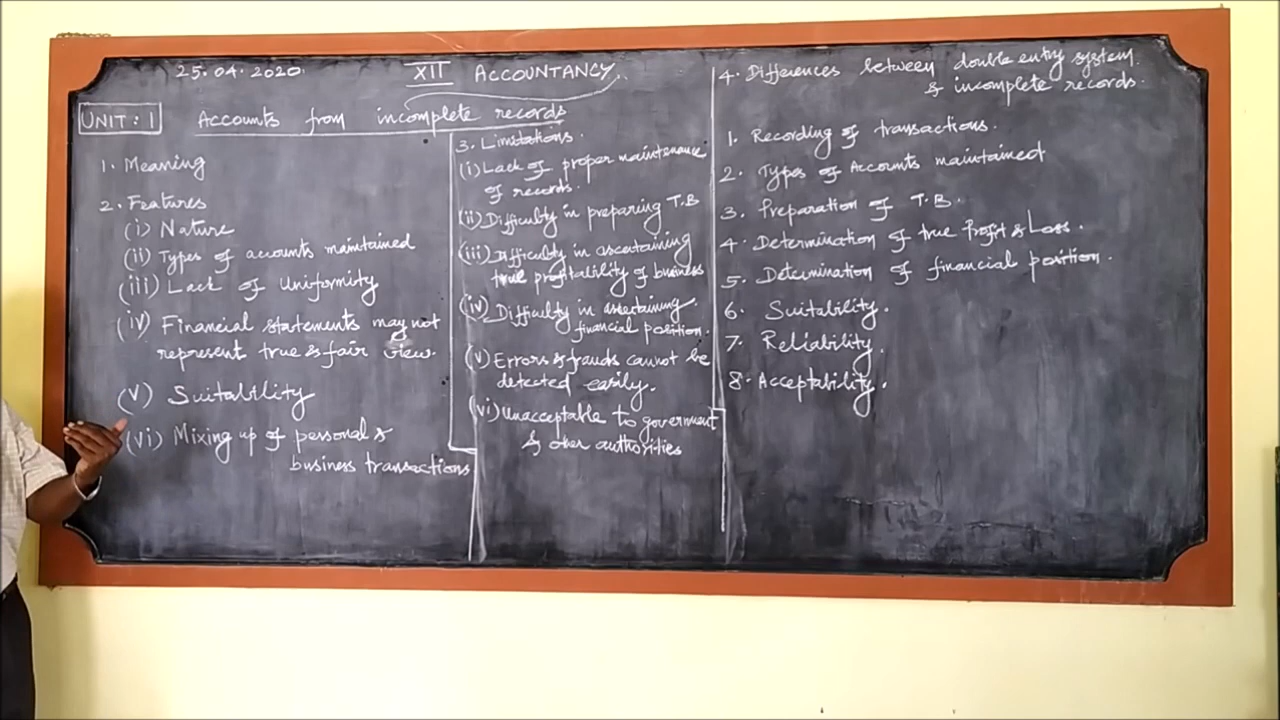 25.04.2020.
XII ACCOUNTANCY
UNIT : 1
Accounts from incomplete records
1. Meaning
2. Features
(i) Nature
(ii) Types of accounts maintained
(iii) Lack of Uniformity
(iv) Financial statements may not
represent true & fair view.
(v) Suitability
(vi) Mixing up of personal &
business transactions
3. Limitations.
(i) Lack of proper maintenance
of records.
(ii) Difficulty in preparing T.B
(iii) Difficulty in ascertaining
true profitability of business
(iv) Difficulty in ascertaining
financial position.
(v) Errors & frauds cannot be
detected easily.
(vi) Unacceptable to goverment
& other authorities
4. Differences between double entry system
& incomplete records.
1. Recording of transactions.
2. Types of Accounts maintained
3. Preparation of T.B.
4. Determination of true Profit & Loss.
5. Determination of financial position.
6. Suitability.
7. Reliability.
8. Acceptability.